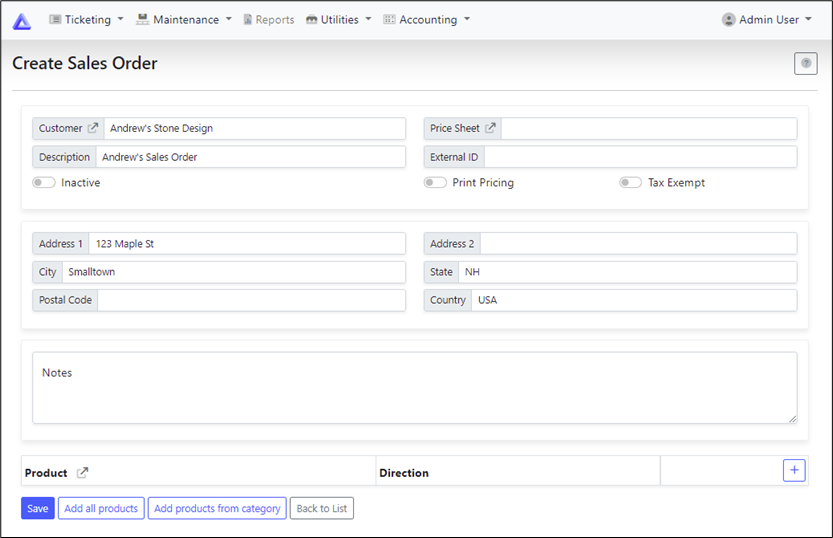 Ticketing Maintenance Reports Utilities Accounting Admin User
Create Sales Order
Customer Andrew's Stone Design Price Sheet
Description Andrew's Sales Order External ID
Inactive Print Pricing Tax Exempt
Address 1 123 Maple St Address 2
City Smalltown State NH
Postal Code Country USA
Notes
Product Direction +
Save Add all products Add products from category Back to List